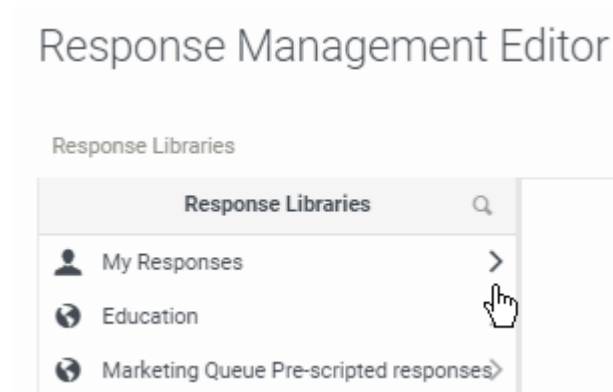 Response Management Editor
Response Libraries
Response Libraries
My Responses
Education
Marketing Queue Pre-scripted responses